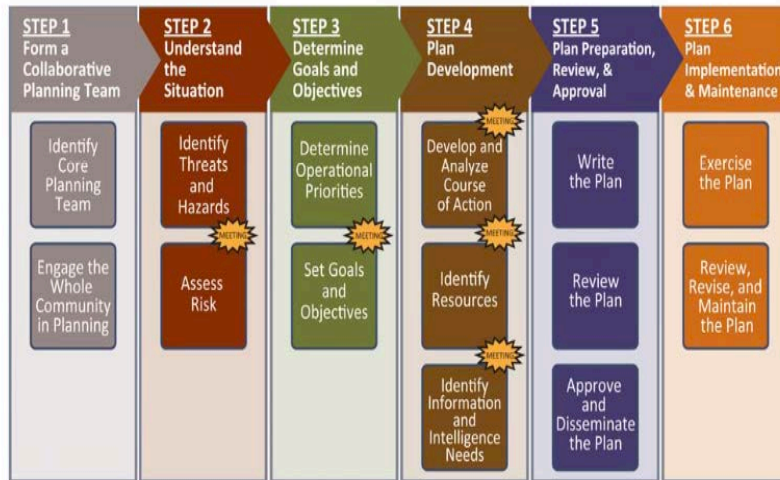 STEP 1
Form a
Collaborative
Planning Team
Identify
Core
Planning
Team
Engage the
Whole
Community
in Planning
STEP 2
Understand
the
Situation
Identify
Threats
and
Hazards
MEETING
Assess
Risk
STEP 3
Determine
Goals and
Objectives
Determine
Operational
Priorities
MEETING
Set Goals
and
Objectives
STEP 4
Plan
Development
MEETING
Develop and
Analyze
Course
of Action
MEETING
Identify
Resources
MEETING
Identify
Information
and
Intelligence
Needs
STEP 5
Plan Preparation,
Review, &
Approval
Write
the Plan
Review
the Plan
Approve
and
Disseminate
the Plan
STEP 6
Plan
Implementation
& Maintenance
Exercise
the Plan
Review,
Revise, and
Maintain
the Plan